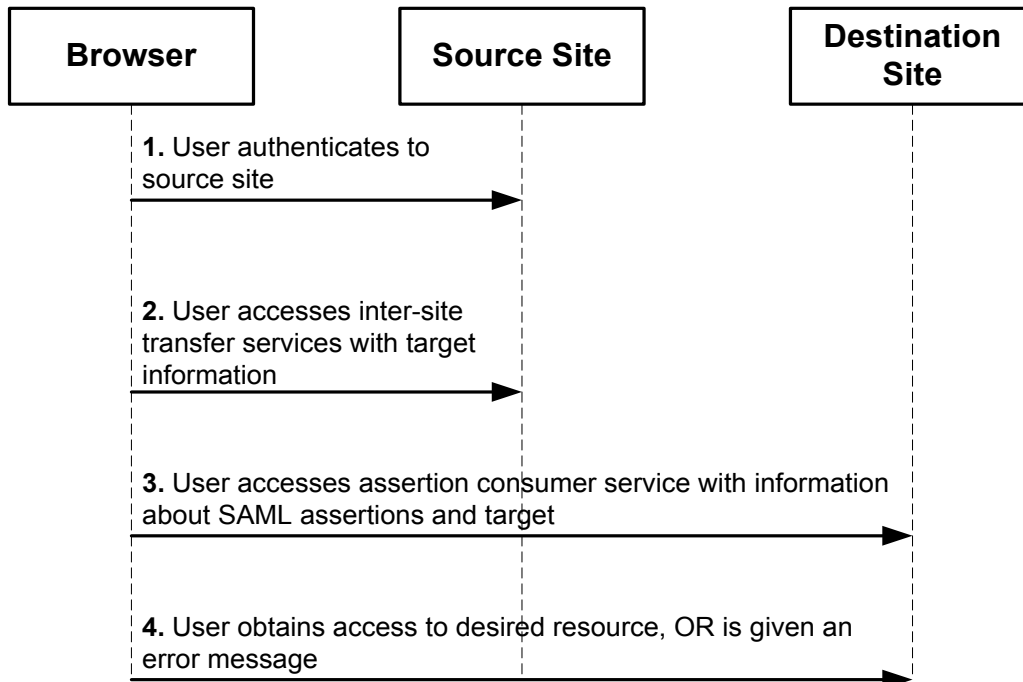 Browser
Source Site
Destination
Site
1. User authenticates to
source site
2. User accesses inter-site
transfer services with target
information
3. User accesses assertion consumer service with information
about SAML assertions and target
4. User obtains access to desired resource, OR is given an
error message